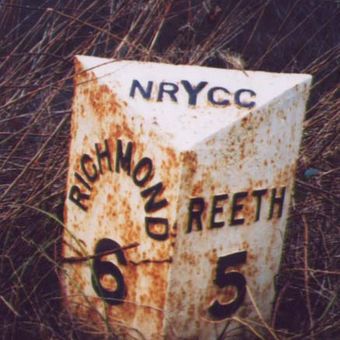 NRYCC
RICHMOND
6
REETH
5